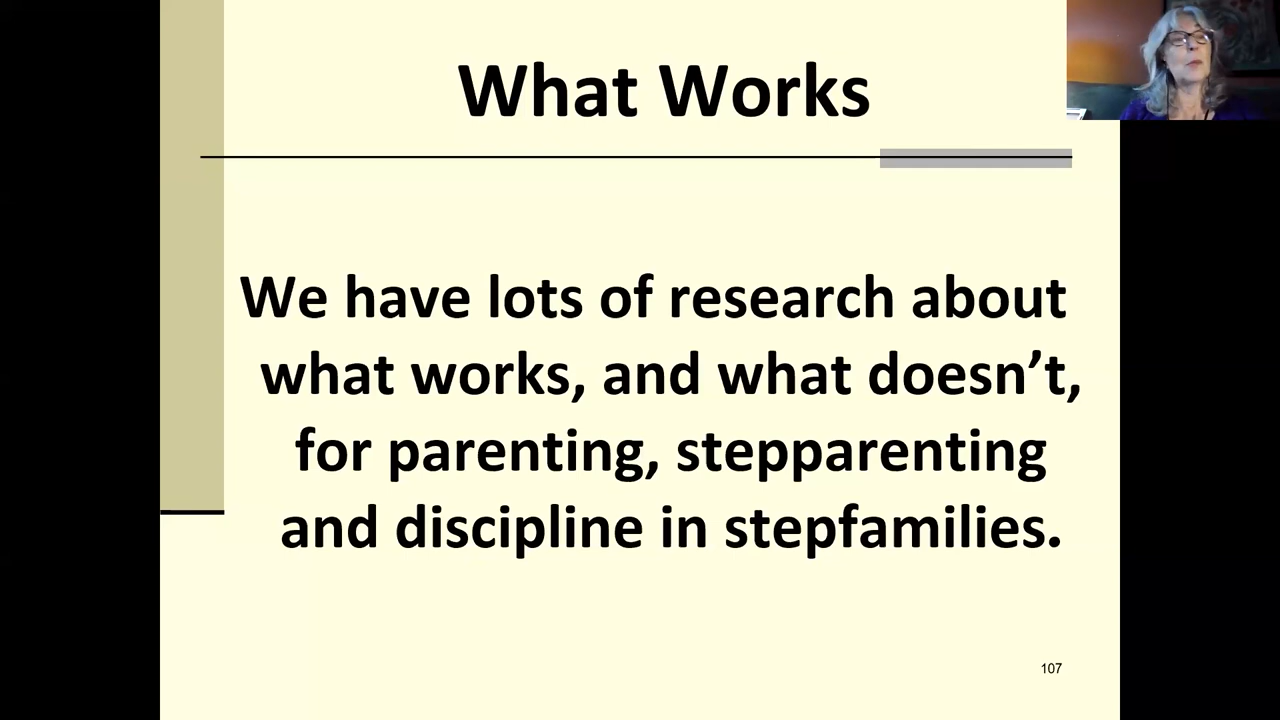 What Works
We have lots of research about
what works, and what doesn’t,
for parenting, stepparenting
and discipline in stepfamilies.
107